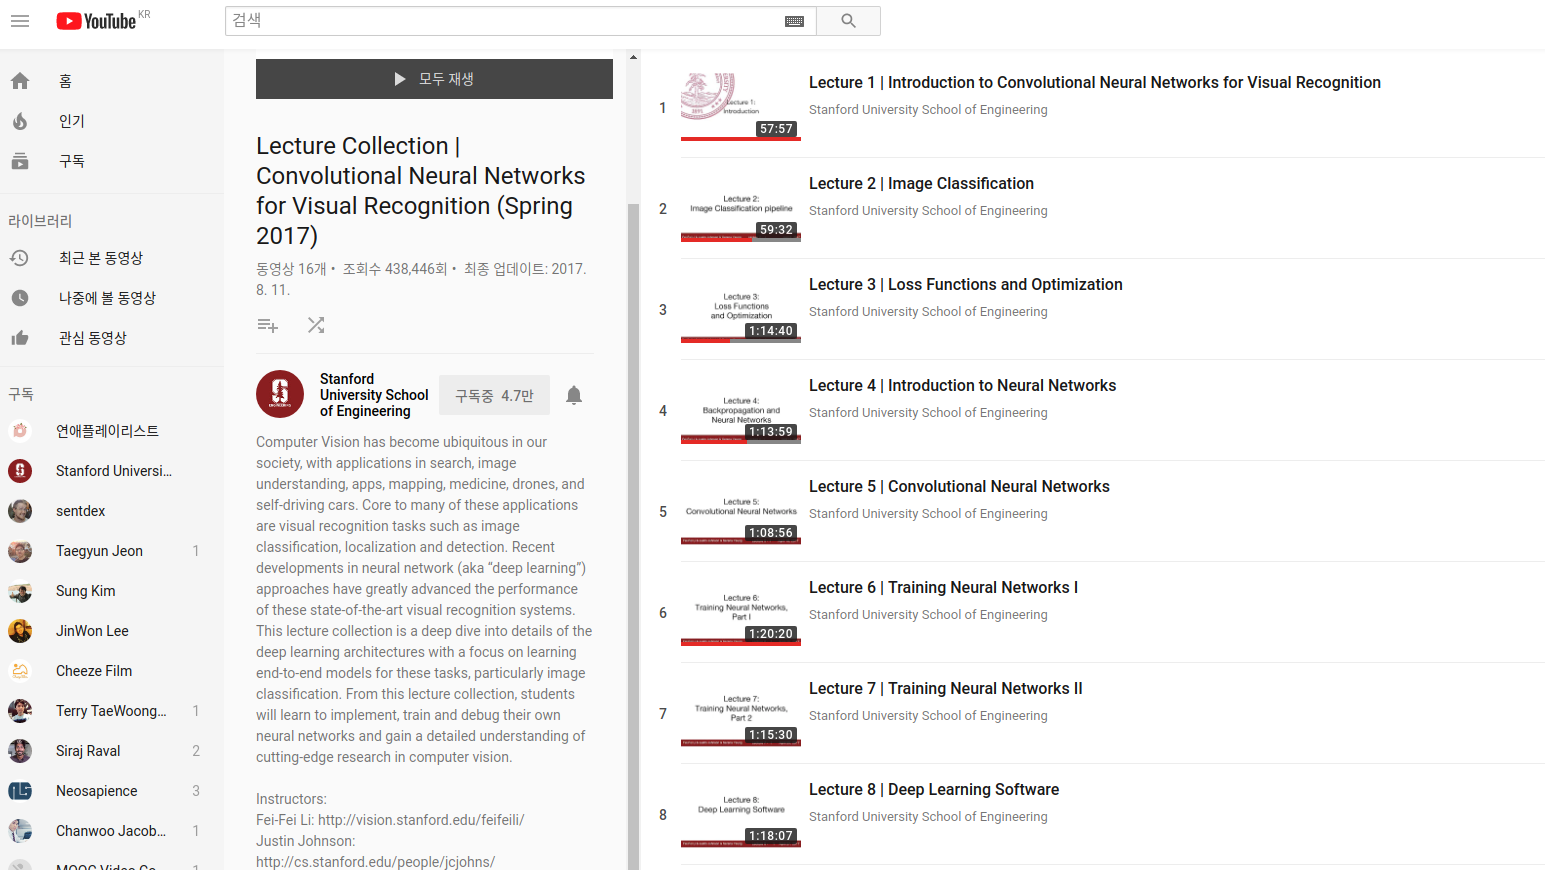 YouTube KR
검색
홈
인기
구독
라이브러리
최근 본 동영상
나중에 볼 동영상
관심 동영상
구독
연애플레이리스트
Stanford Universi...
sentdex
Taegyun Jeon 1
Sung Kim
JinWon Lee
Cheeze Film
Terry TaeWoong... 1
Siraj Raval 2
Neosapience 3
Chanwoo Jacob... 1
모두 재생
Lecture Collection |
Convolutional Neural Networks
for Visual Recognition (Spring
2017)
동영상 16개 • 조회수 438,446회 • 최종 업데이트: 2017.
8. 11.
Stanford
University School
of Engineering
구독중 4.7만
Computer Vision has become ubiquitous in our
society, with applications in search, image
understanding, apps, mapping, medicine, drones, and
self-driving cars. Core to many of these applications
are visual recognition tasks such as image
classification, localization and detection. Recent
developments in neural network (aka “deep learning”)
approaches have greatly advanced the performance
of these state-of-the-art visual recognition systems.
This lecture collection is a deep dive into details of the
deep learning architectures with a focus on learning
end-to-end models for these tasks, particularly image
classification. From this lecture collection, students
will learn to implement, train and debug their own
neural networks and gain a detailed understanding of
cutting-edge research in computer vision.
Instructors:
Fei-Fei Li: http://vision.stanford.edu/feifeili/
Justin Johnson:
http://cs.stanford.edu/people/jcjohns/
1
Lecture 1:
Introduction
57:57
Lecture 1 | Introduction to Convolutional Neural Networks for Visual Recognition
Stanford University School of Engineering
2
Lecture 2:
Image Classification pipeline
59:32
Lecture 2 | Image Classification
Stanford University School of Engineering
3
Lecture 3:
Loss Functions
and Optimization
1:14:40
Lecture 3 | Loss Functions and Optimization
Stanford University School of Engineering
4
Lecture 4:
Backpropagation and
Neural Networks
1:13:59
Lecture 4 | Introduction to Neural Networks
Stanford University School of Engineering
5
Lecture 5:
Convolutional Neural Networks
1:08:56
Lecture 5 | Convolutional Neural Networks
Stanford University School of Engineering
6
Lecture 6:
Training Neural Networks,
Part I
1:20:20
Lecture 6 | Training Neural Networks I
Stanford University School of Engineering
7
Lecture 7:
Training Neural Networks,
Part 2
1:15:30
Lecture 7 | Training Neural Networks II
Stanford University School of Engineering
8
Lecture 8:
Deep Learning Software
1:18:07
Lecture 8 | Deep Learning Software
Stanford University School of Engineering